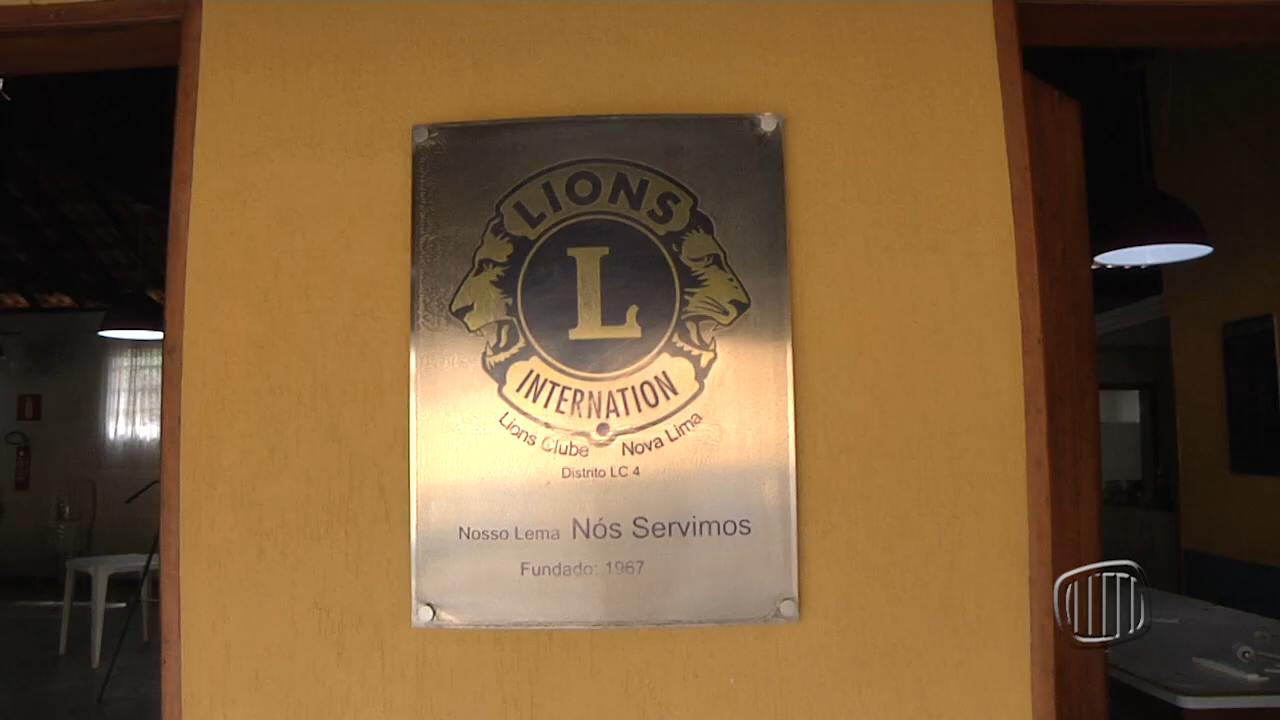 LIONS
L
INTERNATION
Lions Clube Nova Lima
Distrito LC 4
Nosso Lema Nós Servimos
Fundado: 1967